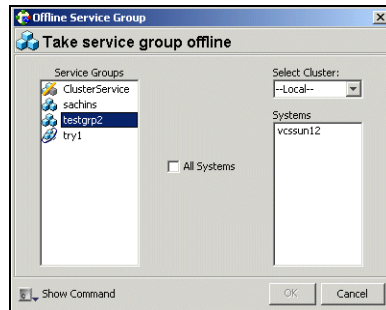 Offline Service Group
Take service group offline
Service Groups
ClusterService
sachins
testgrp2
try1
All Systems
Select Cluster:
--Local--
Systems
vcssun12
Show Command
OK
Cancel